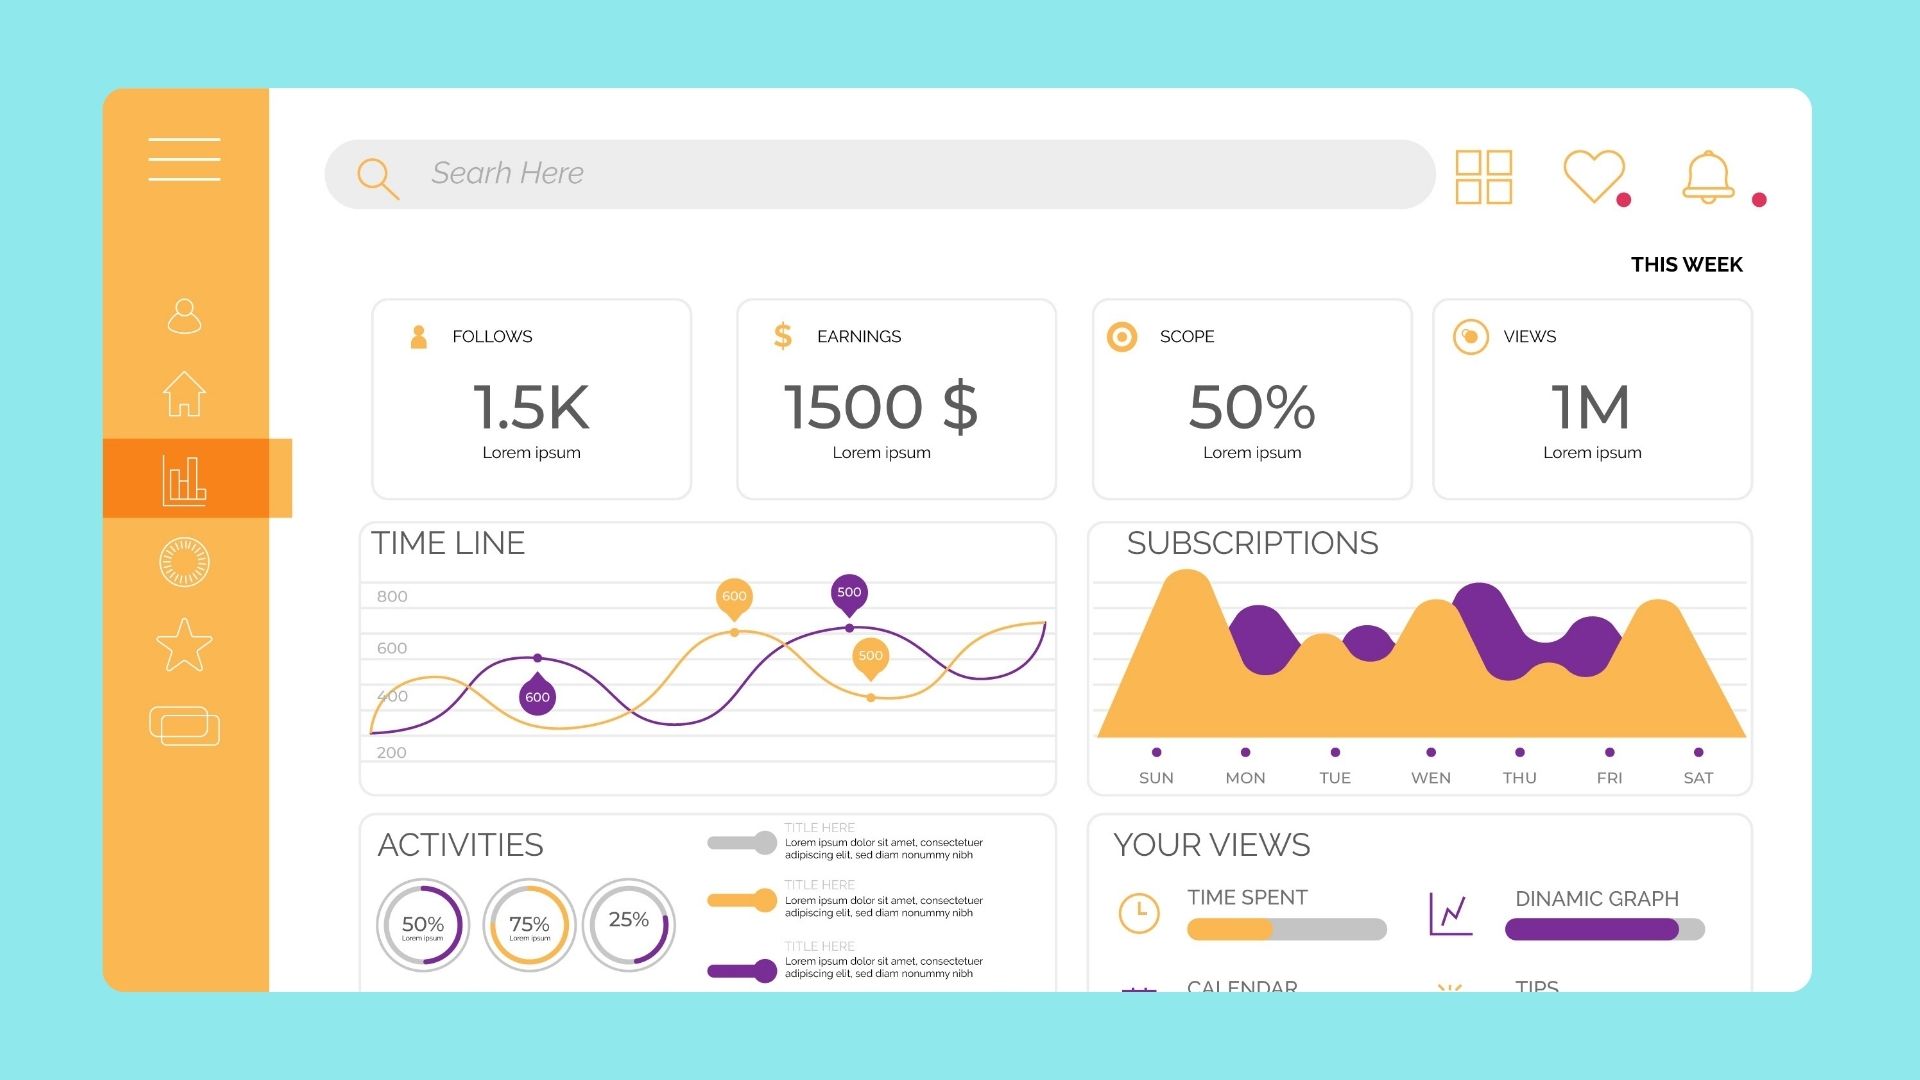 Searh Here
THIS WEEK
FOLLOWS
1.5K
Lorem ipsum
EARNINGS
1500 $
Lorem ipsum
SCOPE
50%
Lorem ipsum
VIEWS
1M
Lorem ipsum
TIME LINE
800
600
400
200
600
600
500
500
SUBSCRIPTIONS
SUN MON TUE WEN THU FRI SAT
ACTIVITIES
50%
Lorem ipsum
75%
Lorem ipsum
25%
TITLE HERE
Lorem ipsum dolor sit amet, consectetuer
adipiscing elit, sed diam nonummy nibh
TITLE HERE
Lorem ipsum dolor sit amet, consectetuer
adipiscing elit, sed diam nonummy nibh
TITLE HERE
Lorem ipsum dolor sit amet, consectetuer
adipiscing elit, sed diam nonummy nibh
YOUR VIEWS
TIME SPENT
DINAMIC GRAPH
CALENDAR
TIPS